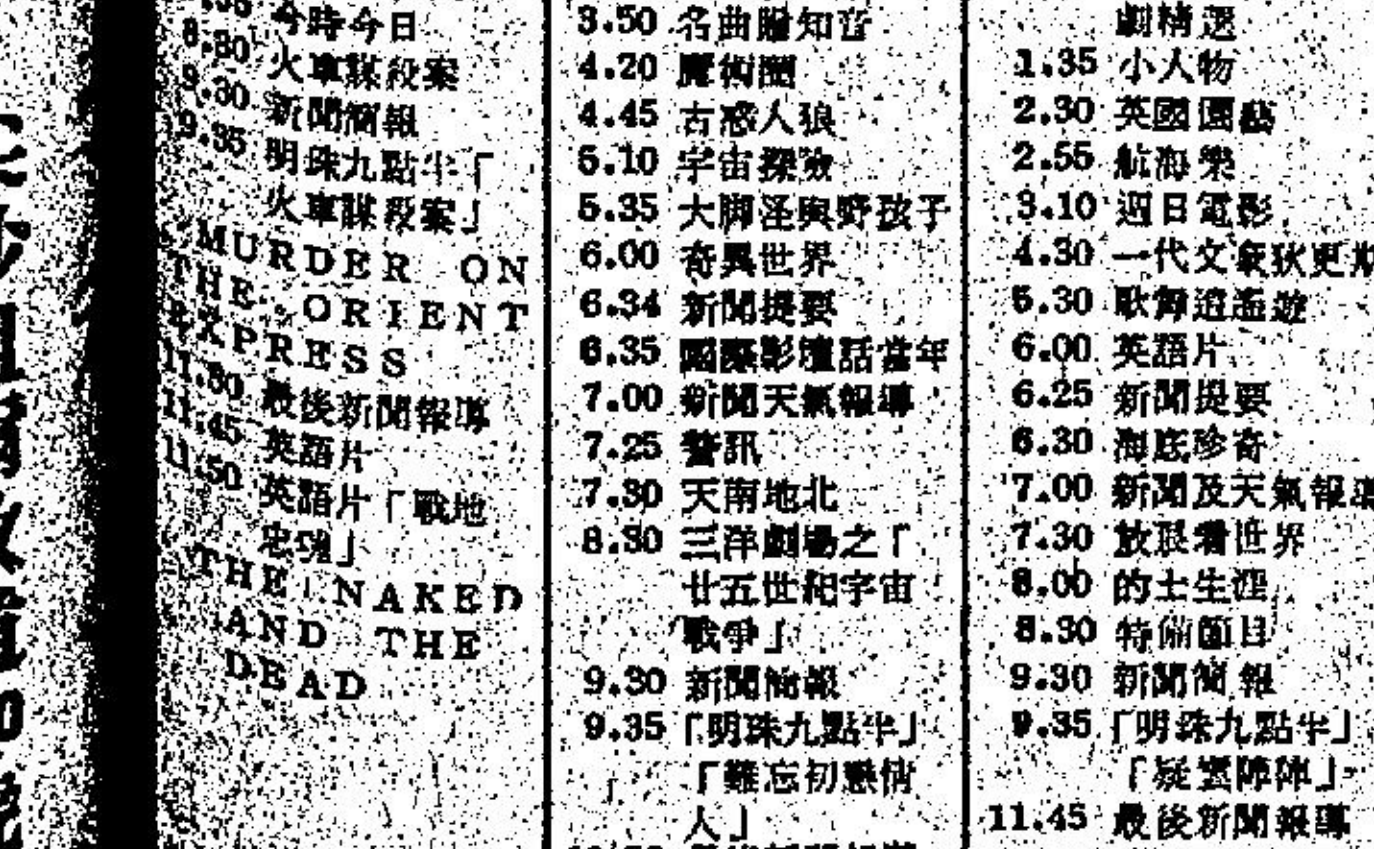 今時今日
8.30 火車謀殺案
9.30 新聞簡報
9.35 明珠九點半「
火車謀殺案」
MURDER ON
THE ORIENT
EXPRESS
11.30 最後新聞報導
11.45 英語片
11.50 英語片「戰地
忠魂」
THE NAKED
AND THE
DEAD
3.50 名曲贈知音
4.20 魔術圈
4.45 古惑人狼
5.10 宇宙探險
5.35 大脚怪與野孩子
6.00 奇異世界
6.34 新聞提要
6.35 國際影壇話當年
7.00 新聞天氣報導
7.25 警訊
7.30 天南地北
8.30 三洋劇場之「
廿五世紀宇宙
戰爭」
9.30 新聞簡報
9.35「明珠九點半」
「難忘初戀情
人」
劇精選
1.35 小人物
2.30 英國園藝
2.55 航海樂
3.10 週日電影
4.30 一代文豪狄更斯
5.30 歌舞逍遙遊
6.00 英語片
6.25 新聞提要
6.30 海底珍奇
7.00 新聞及天氣報導
7.30 放眼看世界
8.00 的士生涯
8.30 特備節目
9.30 新聞簡報
9.35「明珠九點半」
「疑雲陣陣」
11.45 最後新聞報導